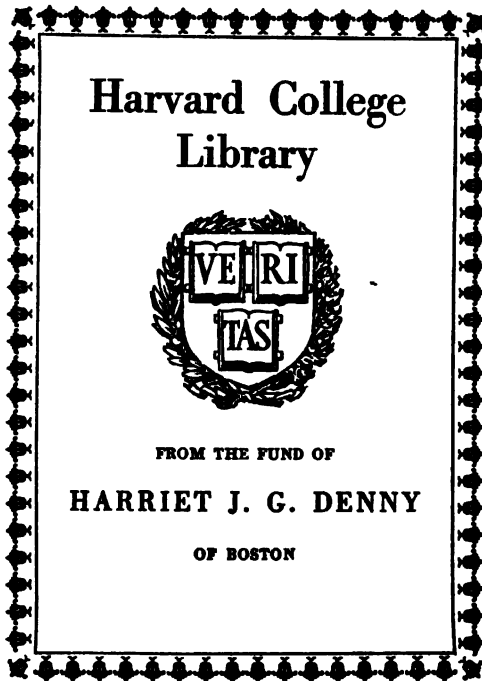 Harvard College
Library
VE RI
TAS
FROM THE FUND OF
HARRIET J. G. DENNY
OF BOSTON